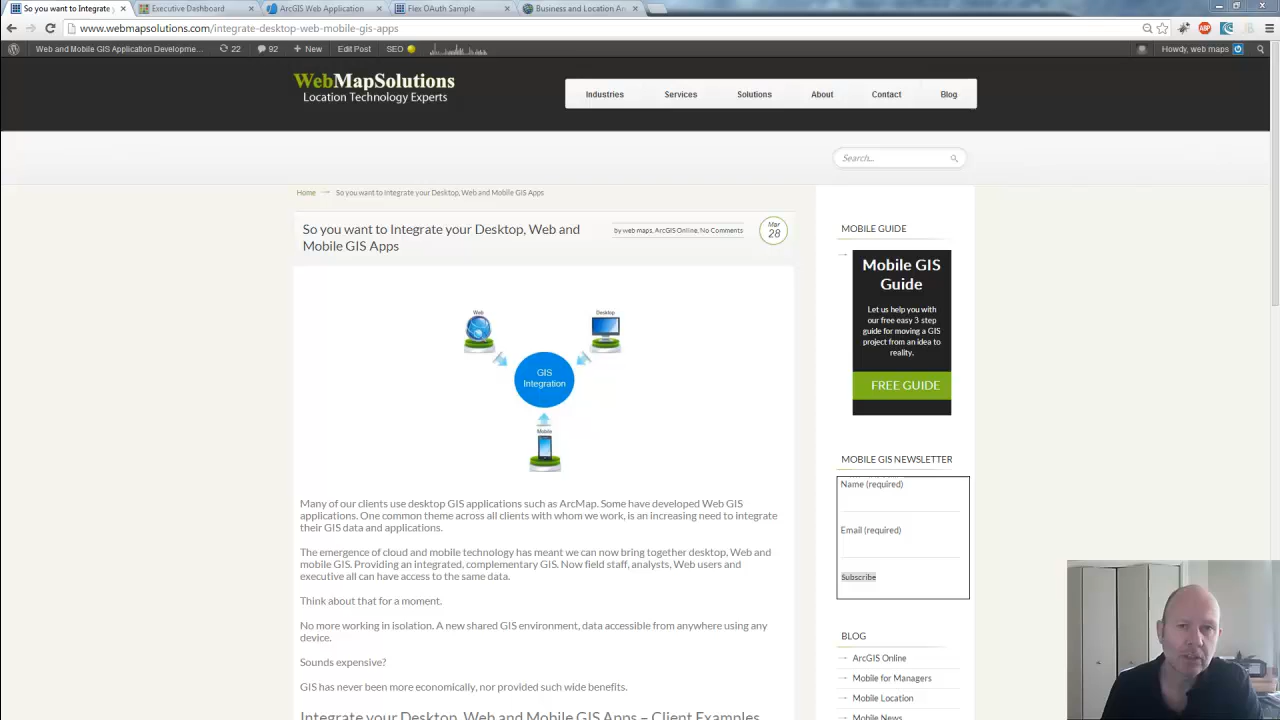 So you want to Integrate
Executive Dashboard
ArcGIS Web Application
Flex OAuth Sample
Business and Location An
www.webmapsolutions.com/integrate-desktop-web-mobile-gis-apps
Web and Mobile GIS Application Developme...
22
92
+ New
Edit Post
SEO
Howdy, web maps
WebMapSolutions
Location Technology Experts
Industries
Services
Solutions
About
Contact
Blog
Search...
Home
So you want to Integrate your Desktop, Web and Mobile GIS Apps
So you want to Integrate your Desktop, Web and
Mobile GIS Apps
by web maps, ArcGIS Online, No Comments
Mar
28
Web
Desktop
GIS
Integration
Mobile
Many of our clients use desktop GIS applications such as ArcMap. Some have developed Web GIS
applications. One common theme across all clients with whom we work, is an increasing need to integrate
their GIS data and applications.
The emergence of cloud and mobile technology has meant we can now bring together desktop, Web and
mobile GIS. Providing an integrated, complementary GIS. Now field staff, analysts, Web users and
executive all can have access to the same data.
Think about that for a moment.
No more working in isolation. A new shared GIS environment, data accessible from anywhere using any
device.
Sounds expensive?
GIS has never been more economically, nor provided such wide benefits.
Integrate your Desktop, Web and Mobile GIS Apps – Client Examples
MOBILE GUIDE
Mobile GIS
Guide
Let us help you with
our free easy 3 step
guide for moving a GIS
project from an idea to
reality.
FREE GUIDE
MOBILE GIS NEWSLETTER
Name (required)
Email (required)
Subscribe
BLOG
ArcGIS Online
Mobile for Managers
Mobile Location
Mobile News